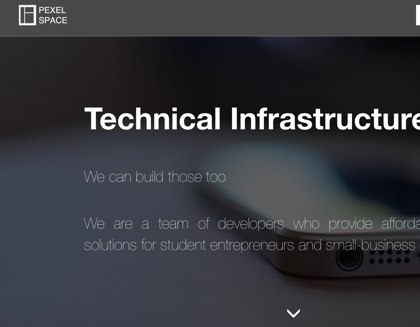 PEXEL
SPACE
Technical Infrastructure
We can build those too
We are a team of developers who provide
solutions for student entrepreneurs and small-business